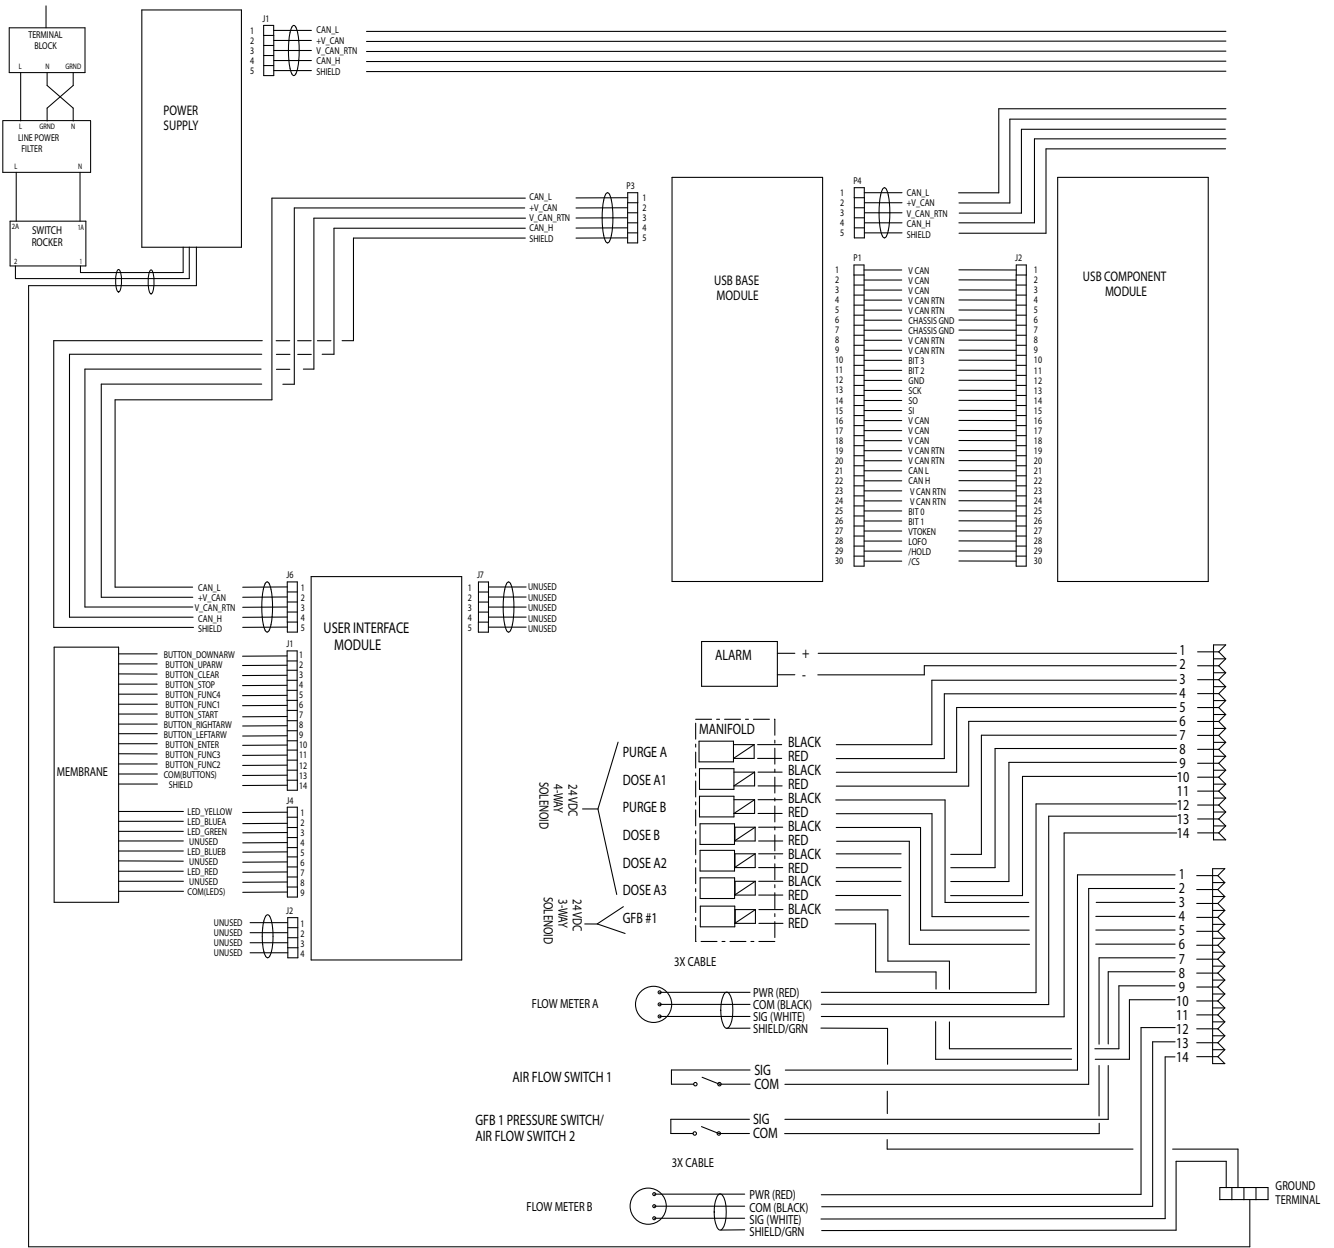 TERMINAL
BLOCK
L N GRND
L GRND N
LINE POWER
FILTER
L N
2A 1A
SWITCH
ROCKER
2 1
POWER
SUPPLY
J1
1 CAN_L
2 +V_CAN
3 V_CAN_RTN
4 CAN_H
5 SHIELD
P3
CAN_L 1
+V_CAN 2
V_CAN_RTN 3
CAN_H 4
SHIELD 5
USB BASE
MODULE
P4
1 CAN_L
2 +V_CAN
3 V_CAN_RTN
4 CAN_H
5 SHIELD
USB COMPONENT
MODULE
P1 J2
1 V CAN 1
2 V CAN 2
3 V CAN 3
4 V CAN RTN 4
5 V CAN RTN 5
6 CHASSIS GND 6
7 CHASSIS GND 7
8 V CAN RTN 8
9 V CAN RTN 9
10 BIT 3 10
11 BIT 2 11
12 GND 12
13 SCK 13
14 SO 14
15 SI 15
16 V CAN 16
17 V CAN 17
18 V CAN 18
19 V CAN RTN 19
20 V CAN RTN 20
21 CAN L 21
22 CAN H 22
23 V CAN RTN 23
24 V CAN RTN 24
25 BIT 0 25
26 BIT 1 26
27 VTOKEN 27
28 LOFO 28
29 /HOLD 29
30 /CS 30
J6
CAN_L 1
+V_CAN 2
V_CAN_RTN 3
CAN_H 4
SHIELD 5
USER INTERFACE
MODULE
J7
1 UNUSED
2 UNUSED
3 UNUSED
4 UNUSED
5 UNUSED
MEMBRANE
J1
BUTTON_DOWNARW 1
BUTTON_UPARW 2
BUTTON_CLEAR 3
BUTTON_STOP 4
BUTTON_FUNC4 5
BUTTON_FUNC1 6
BUTTON_START 7
BUTTON_RIGHTARW 8
BUTTON_LEFTARW 9
BUTTON_ENTER 10
BUTTON_FUNC3 11
BUTTON_FUNC2 12
COM(BUTTONS) 13
SHIELD 14
J4
LED_YELLOW 1
LED_BLUEA 2
LED_GREEN 3
UNUSED 4
LED_BLUEB 5
UNUSED 6
LED_RED 7
UNUSED 8
COM(LEDS) 9
J2
UNUSED 1
UNUSED 2
UNUSED 3
UNUSED 4
ALARM
+
-
MANIFOLD
24 VDC
4-WAY
SOLENOID
PURGE A BLACK
RED
DOSE A1 BLACK
RED
PURGE B BLACK
RED
DOSE B BLACK
RED
DOSE A2 BLACK
RED
DOSE A3 BLACK
RED
24 VDC
3-WAY
SOLENOID
GFB #1 BLACK
RED
1
2
3
4
5
6
7
8
9
10
11
12
13
14
1
2
3
4
5
6
7
8
9
10
11
12
13
14
3X CABLE
FLOW METER A
PWR (RED)
COM (BLACK)
SIG (WHITE)
SHIELD/GRN
AIR FLOW SWITCH 1
SIG
COM
GFB 1 PRESSURE SWITCH/
AIR FLOW SWITCH 2
SIG
COM
3X CABLE
FLOW METER B
PWR (RED)
COM (BLACK)
SIG (WHITE)
SHIELD/GRN
GROUND
TERMINAL